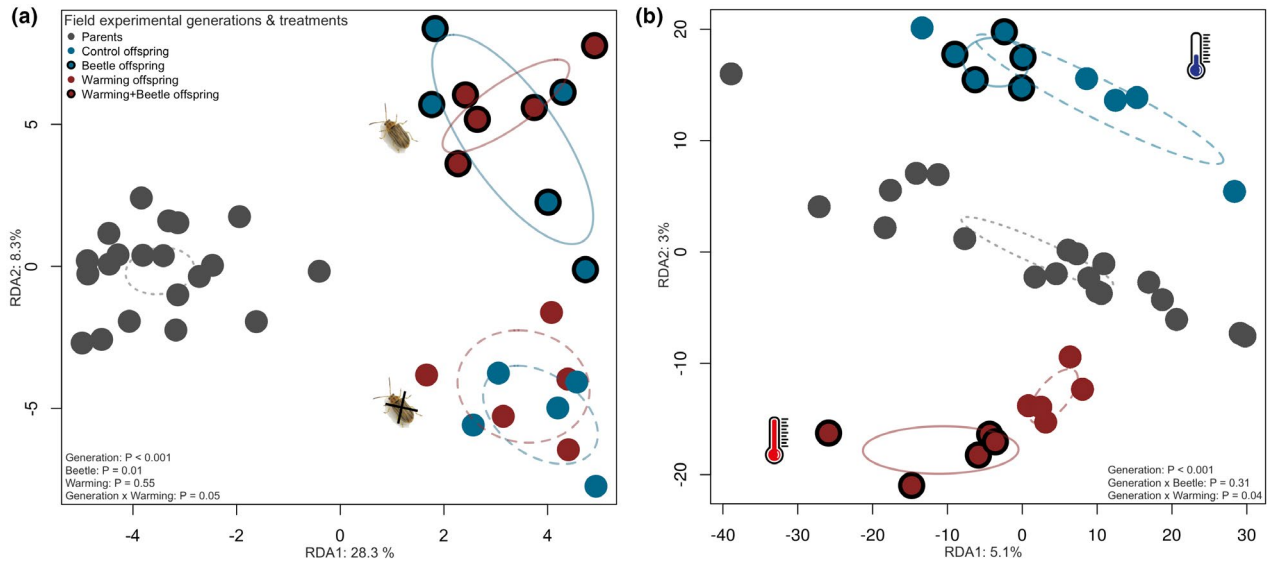 (a)
Field experimental generations & treatments
Parents
Control offspring
Beetle offspring
Warming offspring
Warming+Beetle offspring
5
0
-5
RDA2: 8.3%
Generation: P < 0.001
Beetle: P = 0.01
Warming: P = 0.55
Generation x Warming: P = 0.05
-4 -2 0 2 4
RDA1: 28.3 %
(b)
20
10
0
-10
-20
RDA2: 3%
Generation: P < 0.001
Generation x Beetle: P = 0.31
Generation x Warming: P = 0.04
-40 -30 -20 -10 0 10 20 30
RDA1: 5.1%